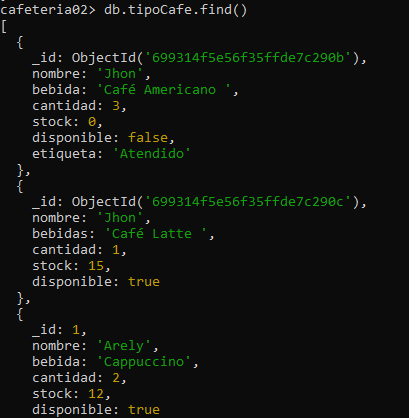 cafeteria02> db.tipoCafe.find()
[
  {
    _id: ObjectId('699314f5e56f35ffde7c290b'),
    nombre: 'Jhon',
    bebida: 'Café Americano ',
    cantidad: 3,
    stock: 0,
    disponible: false,
    etiqueta: 'Atendido'
  },
  {
    _id: ObjectId('699314f5e56f35ffde7c290c'),
    nombre: 'Jhon',
    bebidas: 'Café Latte ',
    cantidad: 1,
    stock: 15,
    disponible: true
  },
  {
    _id: 1,
    nombre: 'Arely',
    bebida: 'Cappuccino',
    cantidad: 2,
    stock: 12,
    disponible: true